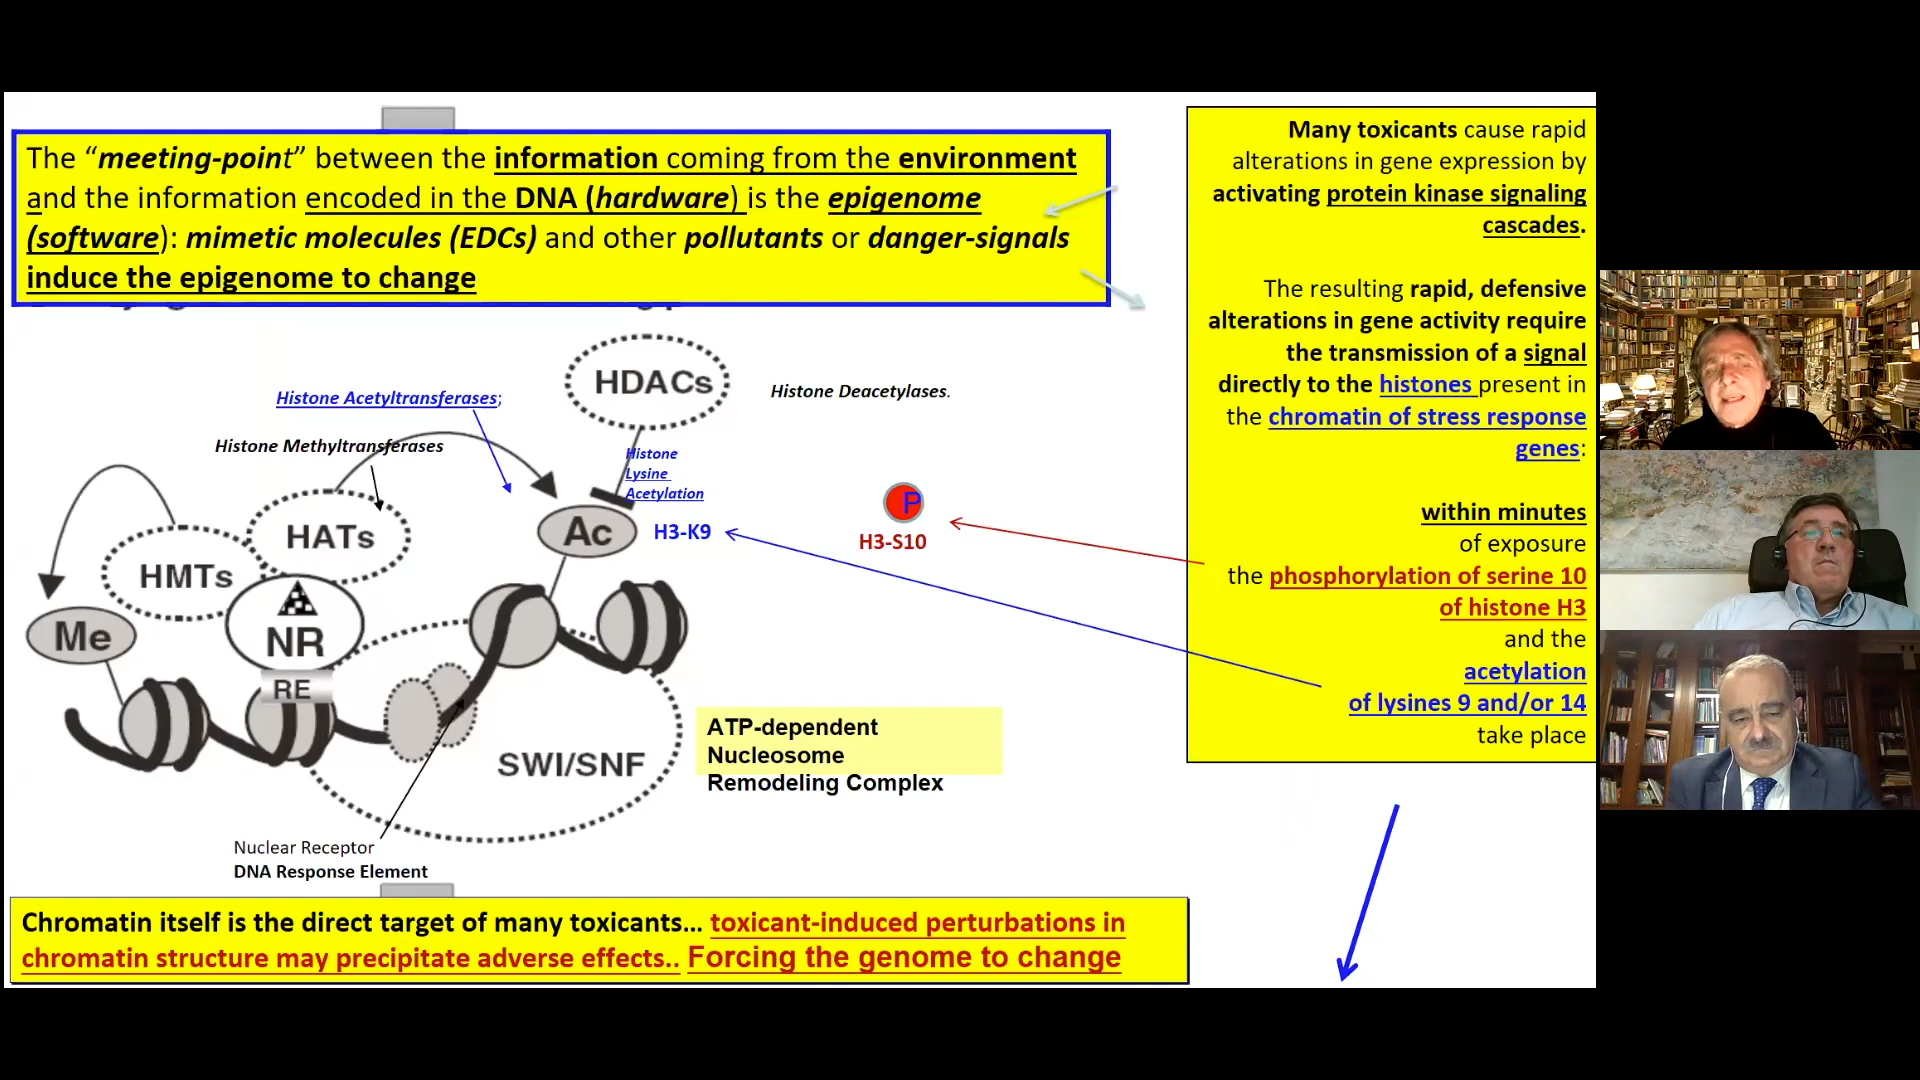 The “meeting-point” between the information coming from the environment
and the information encoded in the DNA (hardware) is the epigenome
(software): mimetic molecules (EDCs) and other pollutants or danger-signals
induce the epigenome to change
Many toxicants cause rapid
alterations in gene expression by
activating protein kinase signaling
cascades.
The resulting rapid, defensive
alterations in gene activity require
the transmission of a signal
directly to the histones present in
the chromatin of stress response
genes:
within minutes
of exposure
the phosphorylation of serine 10
of histone H3
and the
acetylation
of lysines 9 and/or 14
take place
HDACs
Histone Deacetylases.
Histone Acetyltransferases;
Histone Methyltransferases
Histone
Lysine
Acetylation
HATs
Ac
H3-K9
P
H3-S10
HMTs
NR
Me
RE
SWI/SNF
ATP-dependent
Nucleosome
Remodeling Complex
Nuclear Receptor
DNA Response Element
Chromatin itself is the direct target of many toxicants... toxicant-induced perturbations in
chromatin structure may precipitate adverse effects.. Forcing the genome to change